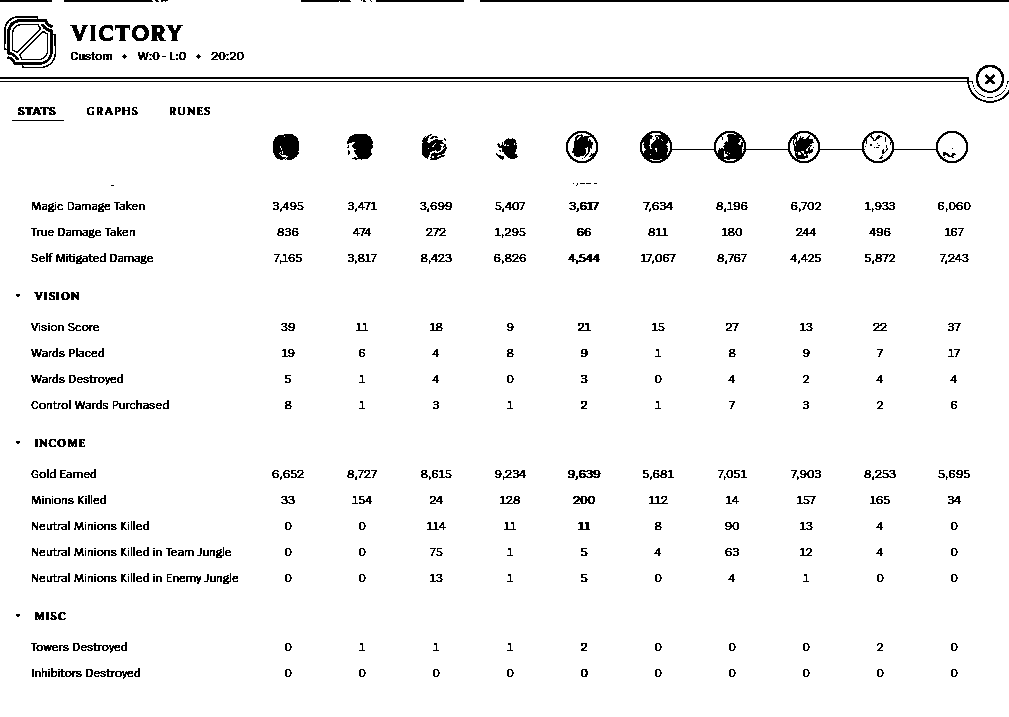 VICTORY
Custom • W:0 - L:0 • 20:20
STATS GRAPHS RUNES
Magic Damage Taken 3,495 3,471 3,699 5,407 3,617 7,634 8,196 6,702 1,933 6,060
True Damage Taken 836 474 272 1,295 66 811 180 244 496 167
Self Mitigated Damage 7,165 3,817 8,423 6,826 4,544 17,067 8,767 4,425 5,872 7,243
VISION
Vision Score 39 11 18 9 21 15 27 13 22 37
Wards Placed 19 6 4 8 9 1 8 9 7 17
Wards Destroyed 5 1 4 0 3 0 4 2 4 4
Control Wards Purchased 8 1 3 1 2 1 7 3 2 6
INCOME
Gold Earned 6,652 8,727 8,615 9,234 9,639 5,681 7,051 7,903 8,253 5,695
Minions Killed 33 154 24 128 200 112 14 157 165 34
Neutral Minions Killed 0 0 114 11 11 8 90 13 4 0
Neutral Minions Killed in Team Jungle 0 0 75 1 5 4 63 12 4 0
Neutral Minions Killed in Enemy Jungle 0 0 13 1 5 0 4 1 0 0
MISC
Towers Destroyed 0 1 1 1 2 0 0 0 2 0
Inhibitors Destroyed 0 0 0 0 0 0 0 0 0 0